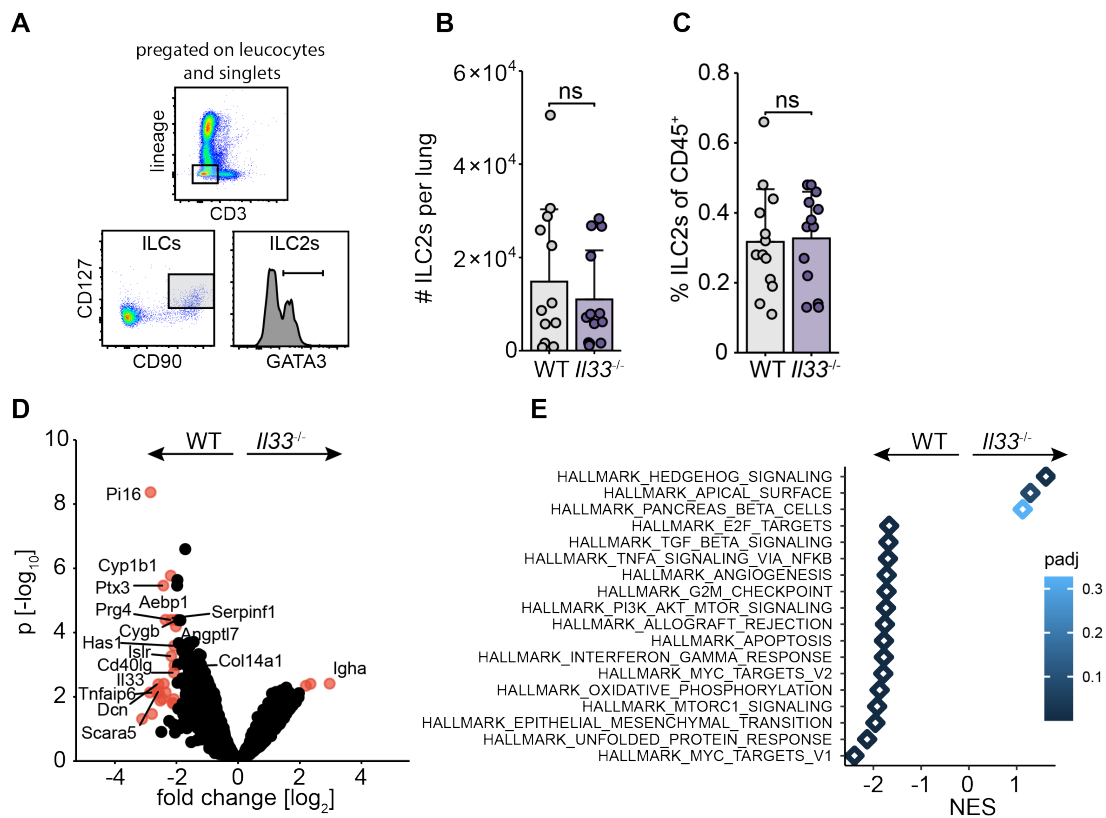 A
pregated on leucocytes
and singlets
lineage
CD3
ILCs
CD127
CD90
ILC2s
GATA3
B
# ILC2s per lung
6×10⁴
4×10⁴
2×10⁴
0
ns
WT Il33⁻/⁻
C
% ILC2s of CD45⁺
0.8
0.6
0.4
0.2
0
ns
WT Il33⁻/⁻
D
WT Il33⁻/⁻
p [-log₁₀]
10
8
6
4
2
0
Pi16
Cyp1b1
Ptx3
Aebp1
Prg4
Serpinf1
Cygb
Angptl7
Has1
Islr
Col14a1
Cd40lg
Igha
Il33
Tnfaip6
Dcn
Scara5
-4 -2 0 2 4
fold change [log₂]
E
WT Il33⁻/⁻
HALLMARK_HEDGEHOG_SIGNALING
HALLMARK_APICAL_SURFACE
HALLMARK_PANCREAS_BETA_CELLS
HALLMARK_E2F_TARGETS
HALLMARK_TGF_BETA_SIGNALING
HALLMARK_TNFA_SIGNALING_VIA_NFKB
HALLMARK_ANGIOGENESIS
HALLMARK_G2M_CHECKPOINT
HALLMARK_PI3K_AKT_MTOR_SIGNALING
HALLMARK_ALLOGRAFT_REJECTION
HALLMARK_APOPTOSIS
HALLMARK_INTERFERON_GAMMA_RESPONSE
HALLMARK_MYC_TARGETS_V2
HALLMARK_OXIDATIVE_PHOSPHORYLATION
HALLMARK_MTORC1_SIGNALING
HALLMARK_EPITHELIAL_MESENCHYMAL_TRANSITION
HALLMARK_UNFOLDED_PROTEIN_RESPONSE
HALLMARK_MYC_TARGETS_V1
-2 -1 0 1
NES
padj
0.3
0.2
0.1